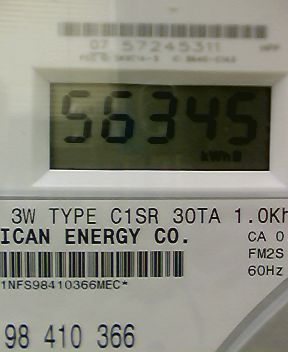 07 57245311
56345
kWh
3W TYPE C1SR 30TA 1.0Kh
ICAN ENERGY CO.
CA 0
FM2S
60Hz
1NFS98410366MEC*
98 410 366